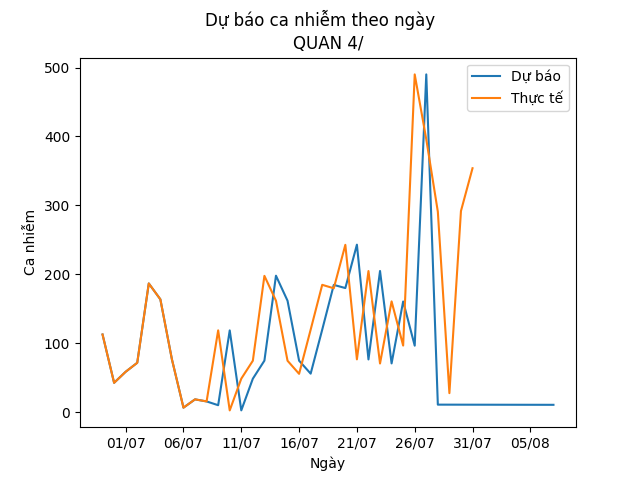 Dự báo ca nhiễm theo ngày
QUAN 4/
Dự báo
Thực tế
Ca nhiễm
500
400
300
200
100
0
01/07 06/07 11/07 16/07 21/07 26/07 31/07 05/08
Ngày